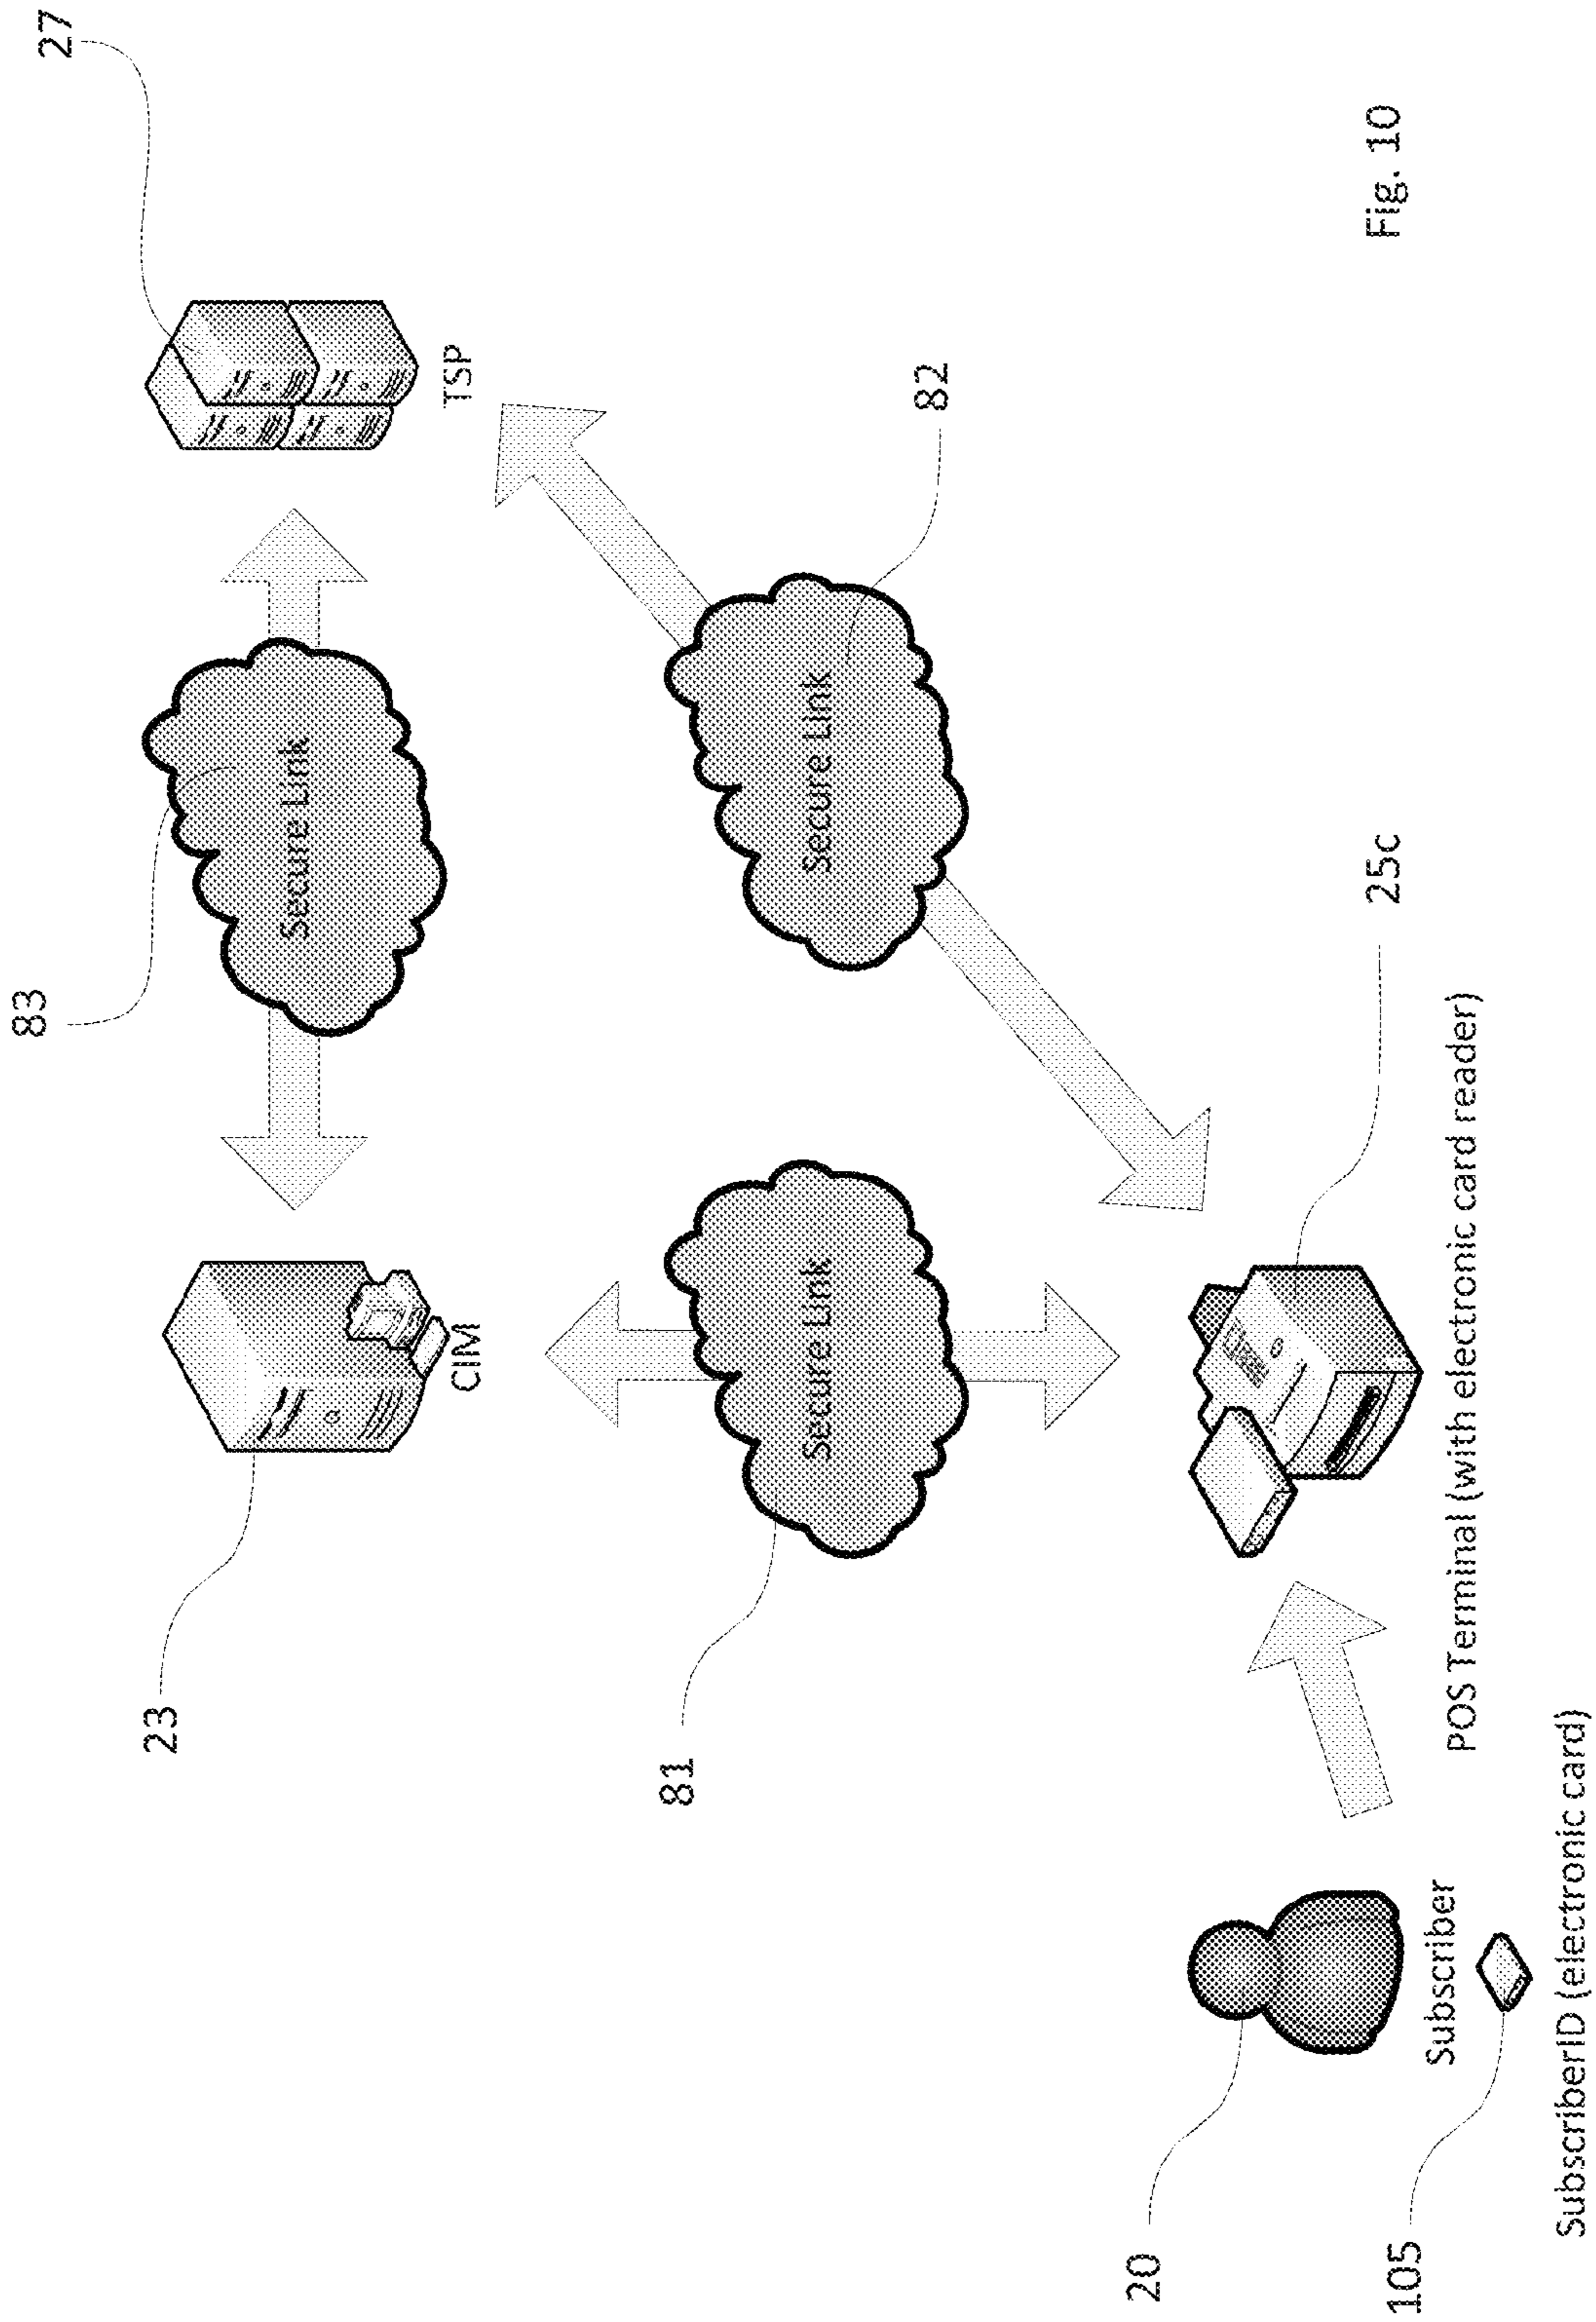 83
27
Secure Link
23
CIM
TSP
81
Secure Link
Secure Link
82
20
Subscriber
105
SubscriberID (electronic card)
POS Terminal (with electronic card reader)
25c
Fig. 10